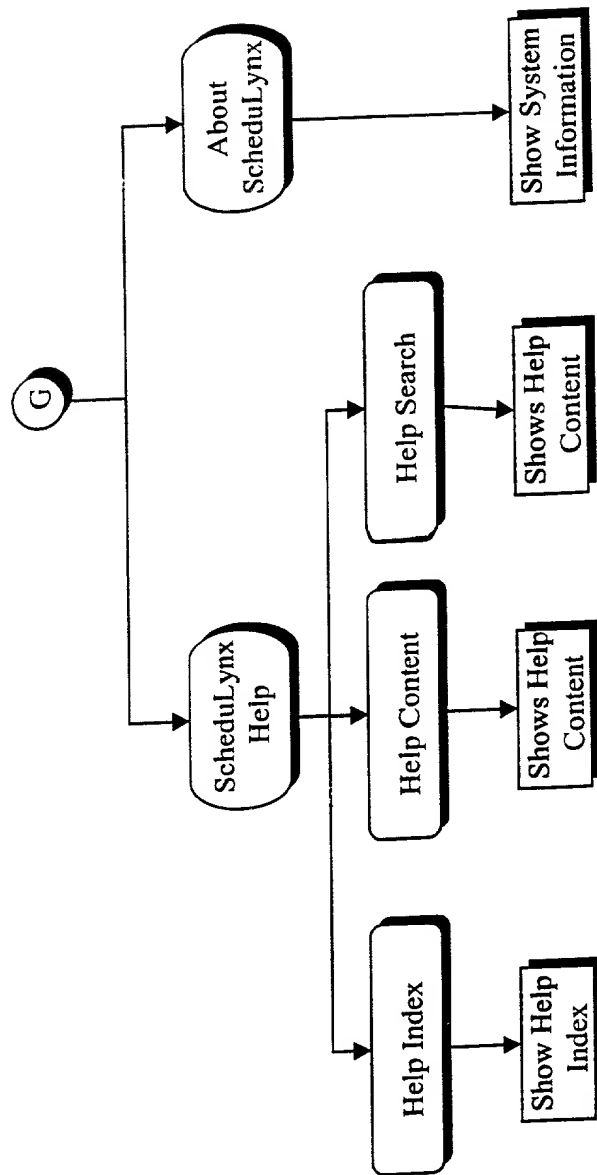 G
ScheduLynx
Help
About
ScheduLynx
Help Index
Help Content
Help Search
Show Help
Index
Shows Help
Content
Shows Help
Content
Show System
Information